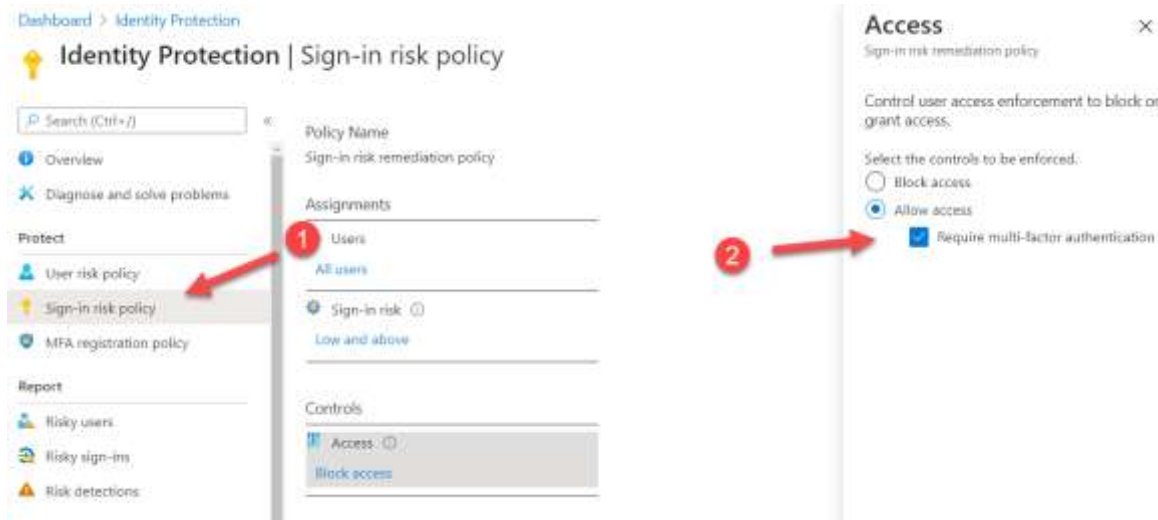 Dashboard > Identity Protection
Identity Protection | Sign-in risk policy
Search (Ctrl+/)
«
Overview
Diagnose and solve problems
Protect
User risk policy
Sign-in risk policy
MFA registration policy
Report
Risky users
Risky sign-ins
Risk detections
Policy Name
Sign-in risk remediation policy
Assignments
1
Users
All users
Sign-in risk
Low and above
Controls
Access
Block access
Access
Sign-in risk remediation policy
Control user access enforcement to block or
grant access.
Select the controls to be enforced.
Block access
Allow access
2
Require multi-factor authentication